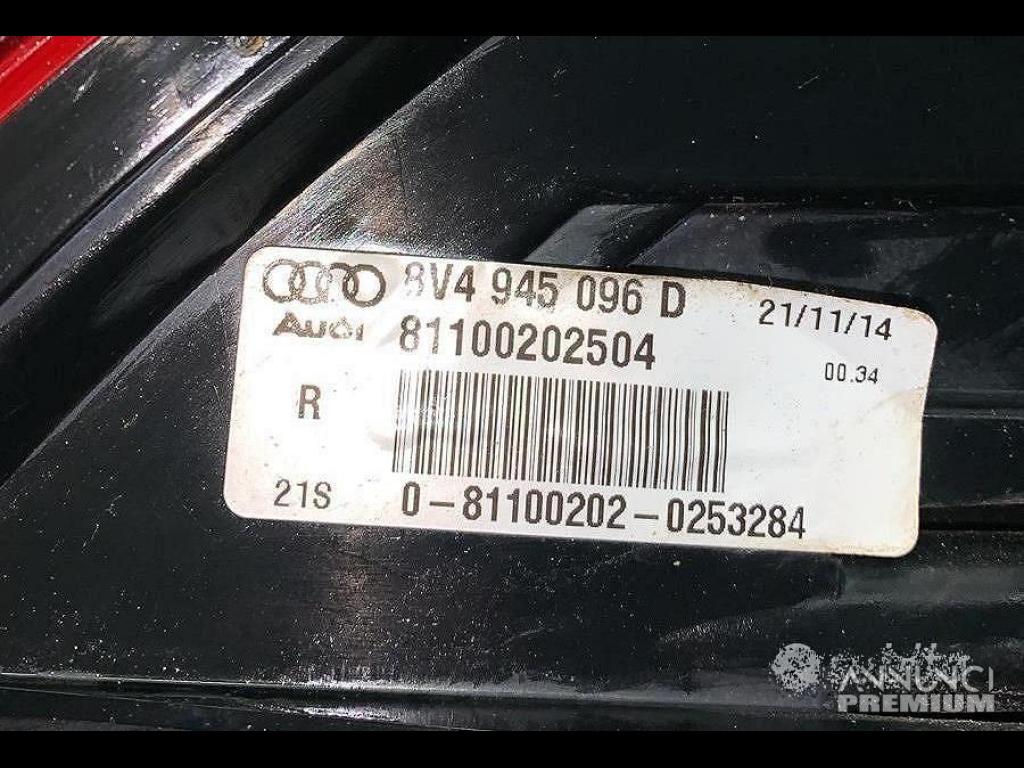 8V4 945 096 D
21/11/14
Audi
81100202504
00.34
R
21S
0-81100202-0253284
ANNUNCI
PREMIUM